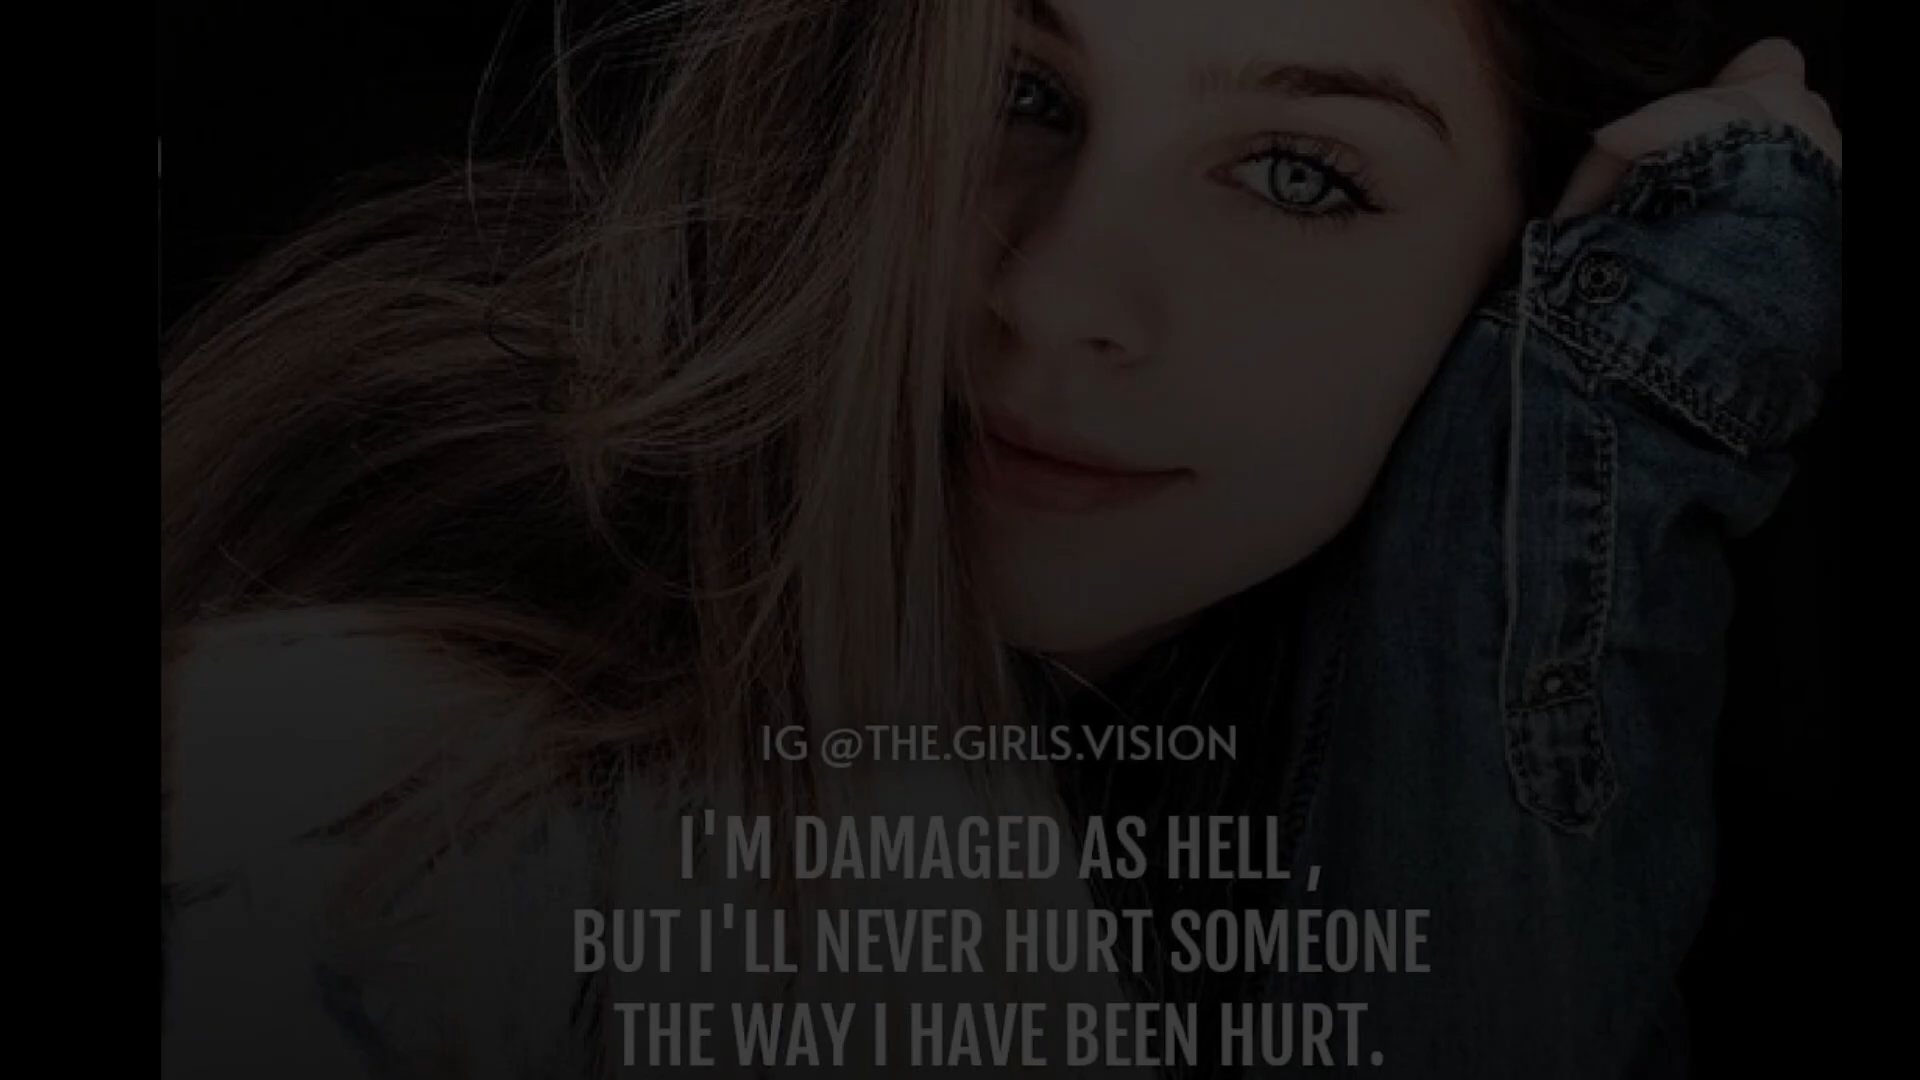 IG @THE.GIRLS.VISION
I'M DAMAGED AS HELL ,
BUT I'LL NEVER HURT SOMEONE
THE WAY I HAVE BEEN HURT.